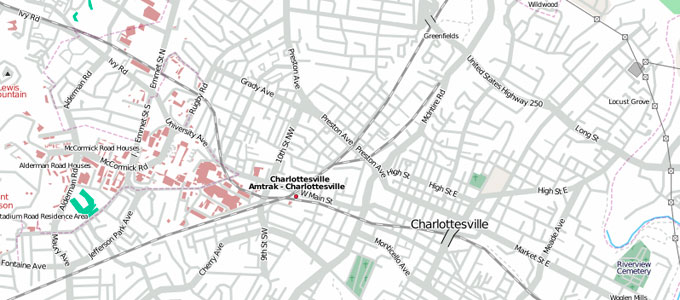 Wildwood
Ivy Rd
Greenfields
Ivy Rd
Emmet St N
Lewis
ountain
Alderman Rd
Rugby Rd
Grady Ave
Preston Ave
McIntire Rd
United States Highway 250
Locust Grove
Emmet St S
University Ave
Preston Ave
Long St
10th St NW
McCormick Road Houses
Preston Ave
Alderman Road Houses
McCormick Rd
High St
Charlottesville
Amtrak - Charlottesville
High St E
High St E
nt
son
Alderman Rd
W Main St
tadium Road Residence Area
Charlottesville
Meade Ave
Maury Ave
Jefferson Park Ave
Cherry Ave
9th St SW
Monticello Ave
Market St E
Fontaine Ave
Riverview
Cemetery
Woolen Mills